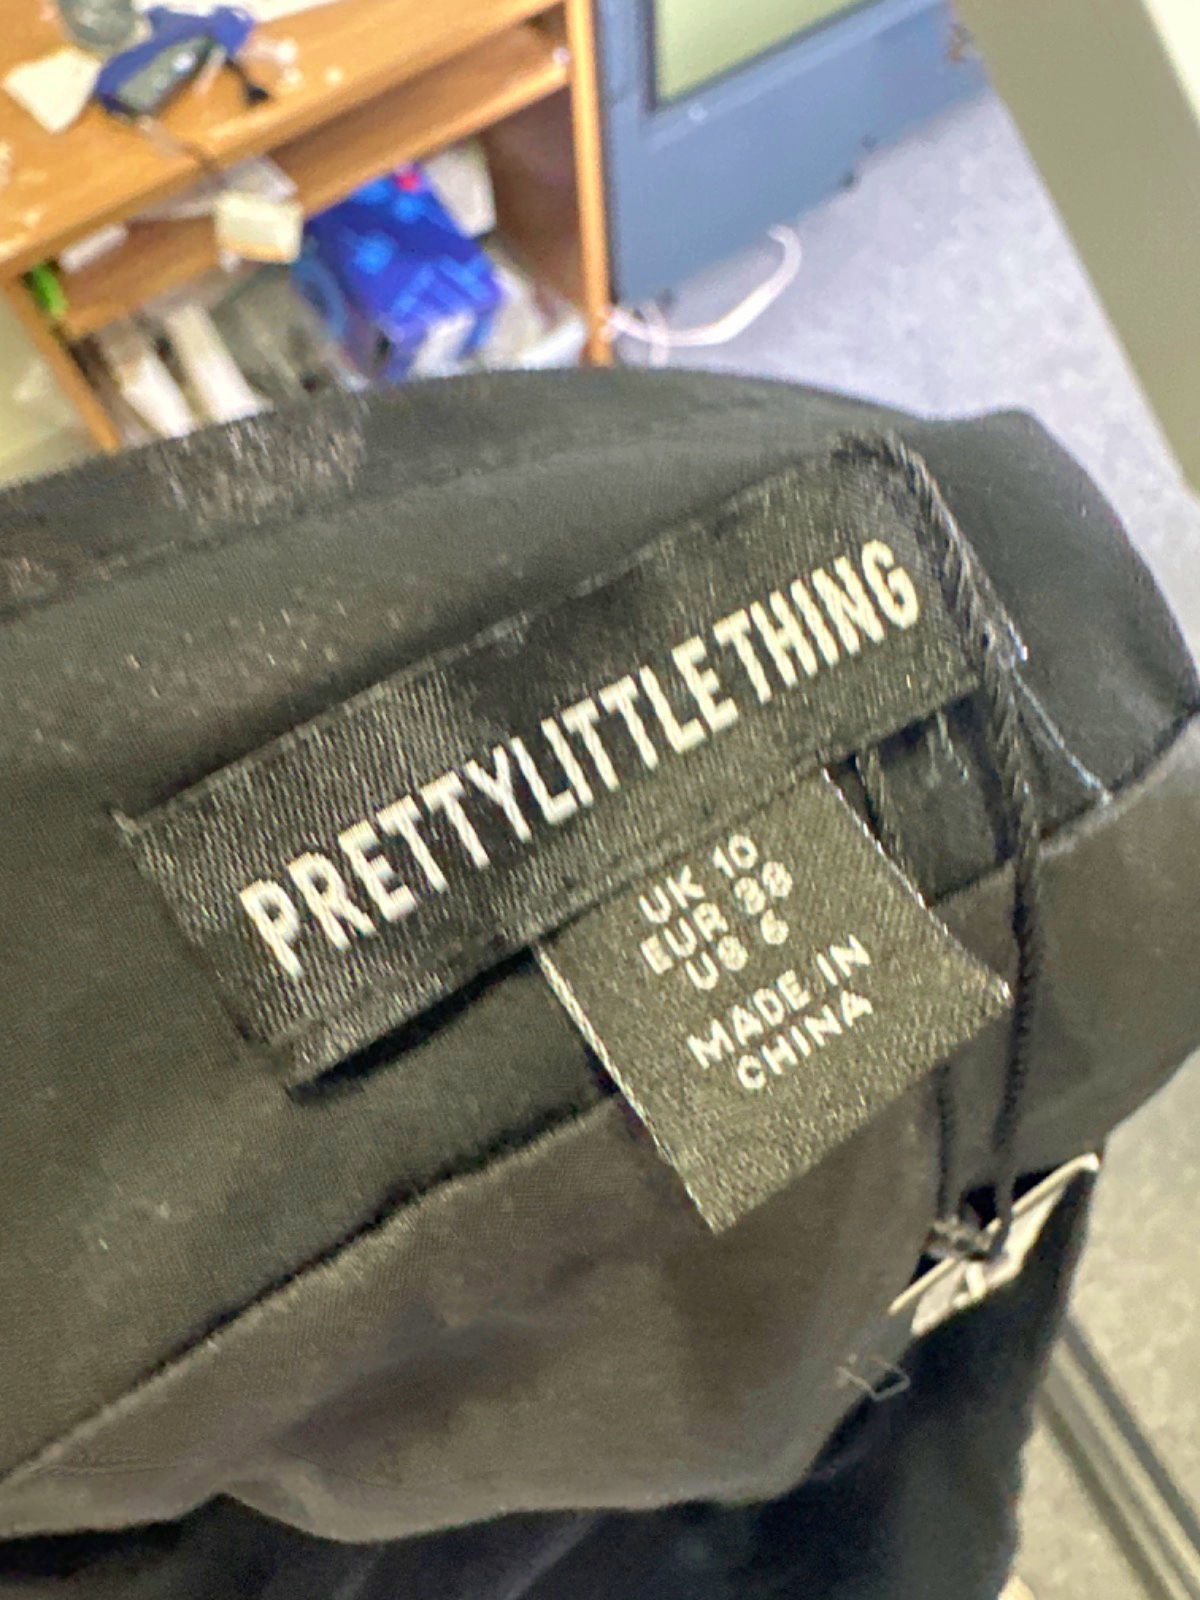 PRETTYLITTLETHING
UK 10
EUR 38
US 6
MADE IN
CHINA